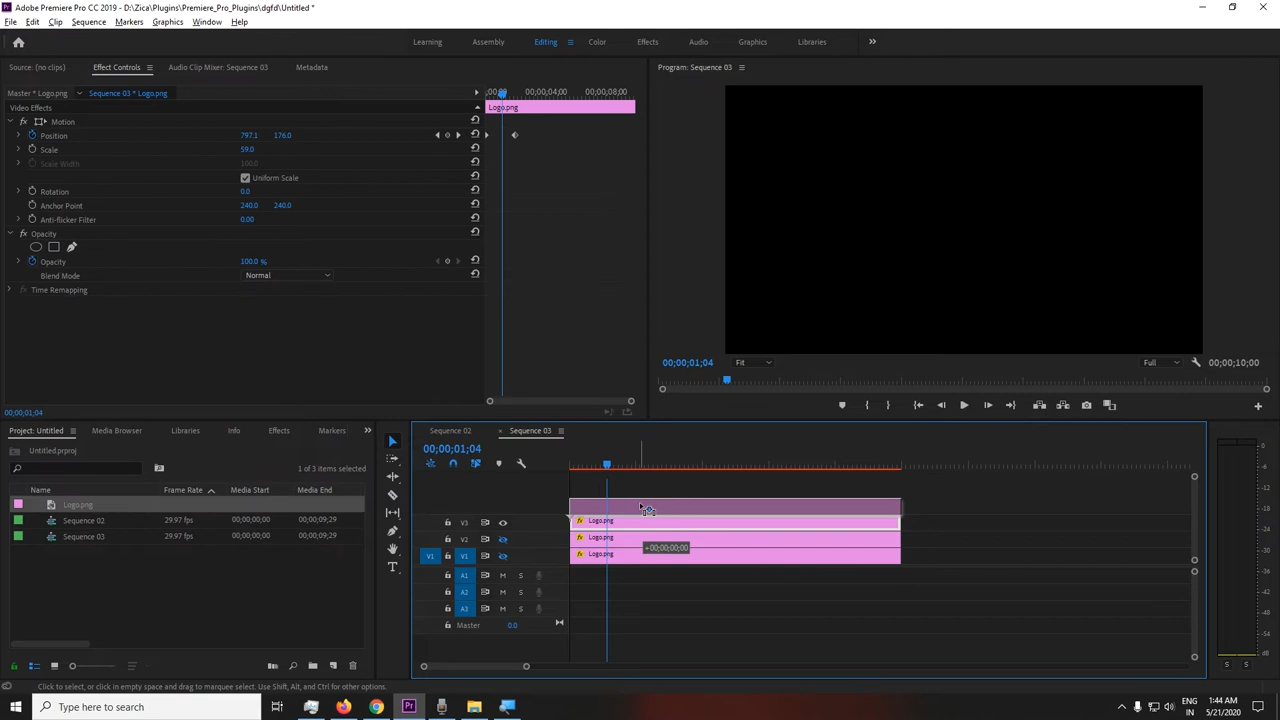 Adobe Premiere Pro CC 2019 - D:\Zica\Plugins\Premiere_Pro_Plugins\dgfd\Untitled *
File Edit Clip Sequence Markers Graphics Window Help
Learning Assembly Editing Color Effects Audio Graphics Libraries
Source: (no clips) Effect Controls Audio Clip Mixer: Sequence 03 Metadata
Program: Sequence 03
Master * Logo.png Sequence 03 * Logo.png
00;00;04;00 00;00;08;00
Video Effects
Logo.png
Motion
Position 797.1 176.0
Scale 59.0
Scale Width 100.0
Uniform Scale
Rotation 0.0
Anchor Point 240.0 240.0
Anti-flicker Filter 0.00
Opacity
Opacity 100.0 %
Blend Mode Normal
Time Remapping
00;00;01;04 Fit Full 00;00;10;00
00;00;01;04
Project: Untitled Media Browser Libraries Info Effects Markers
Sequence 02 × Sequence 03
Untitled.prproj
00;00;01;04
1 of 3 items selected
Name Frame Rate Media Start Media End
Logo.png
Sequence 02 29.97 fps 00;00;00;00 00;00;09;29
Sequence 03 29.97 fps 00;00;00;00 00;00;09;29
V3 Logo.png
V2 Logo.png
V1 V1 Logo.png
+00;00;00;00
A1 M S
A2 M S
A3 M S
Master 0.0
0
dB
S S
Click to select, or click in empty space and drag to marquee select. Use Shift, Alt, and Ctrl for other options.
Type here to search
Pr
ENG
IN
1:44 AM
5/21/2020